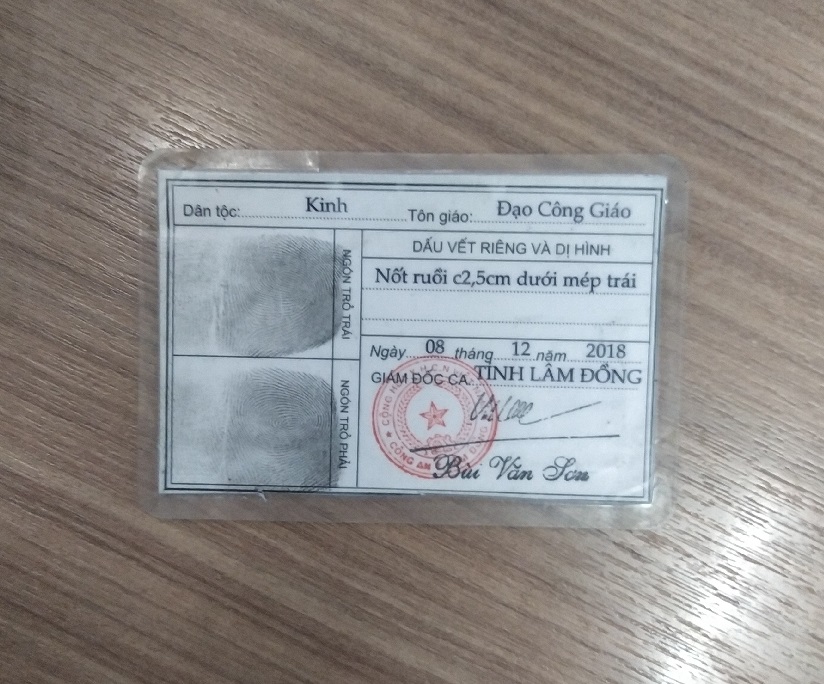 Dân tộc: Kinh Tôn giáo: Đạo Công Giáo
NGÓN TRỎ TRÁI
DẤU VẾT RIÊNG VÀ DỊ HÌNH
Nốt ruồi c2,5cm dưới mép trái
Ngày 08 tháng 12 năm 2018
GIÁM ĐỐC CA. TỈNH LÂM ĐỒNG
NGÓN TRỎ PHẢI
CÔNG AN
Bùi Văn Sơn